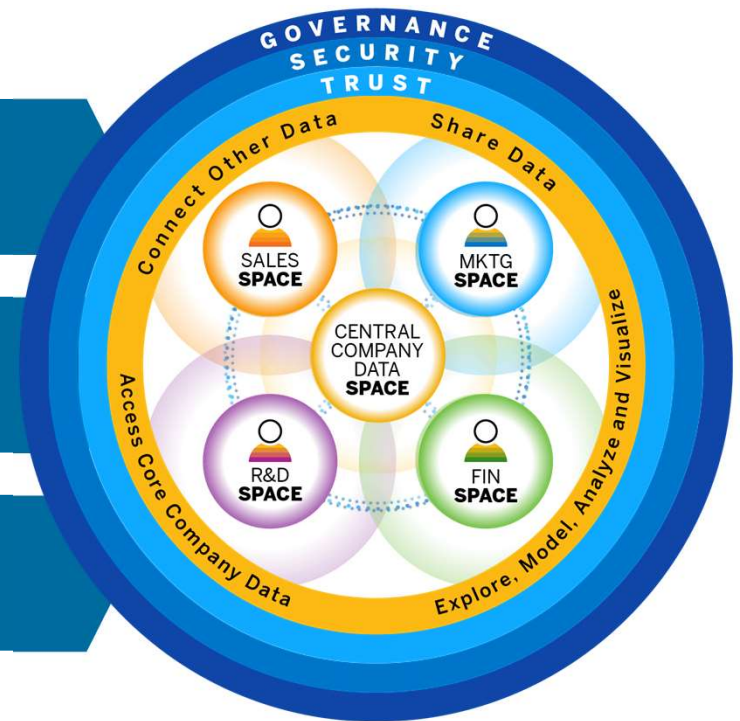 GOVERNANCE
SECURITY
TRUST
Connect Other Data
Share Data
SALES
SPACE
MKTG
SPACE
CENTRAL
COMPANY
DATA
SPACE
R&D
SPACE
FIN
SPACE
Access Core Company Data
Explore, Model, Analyze and Visualize